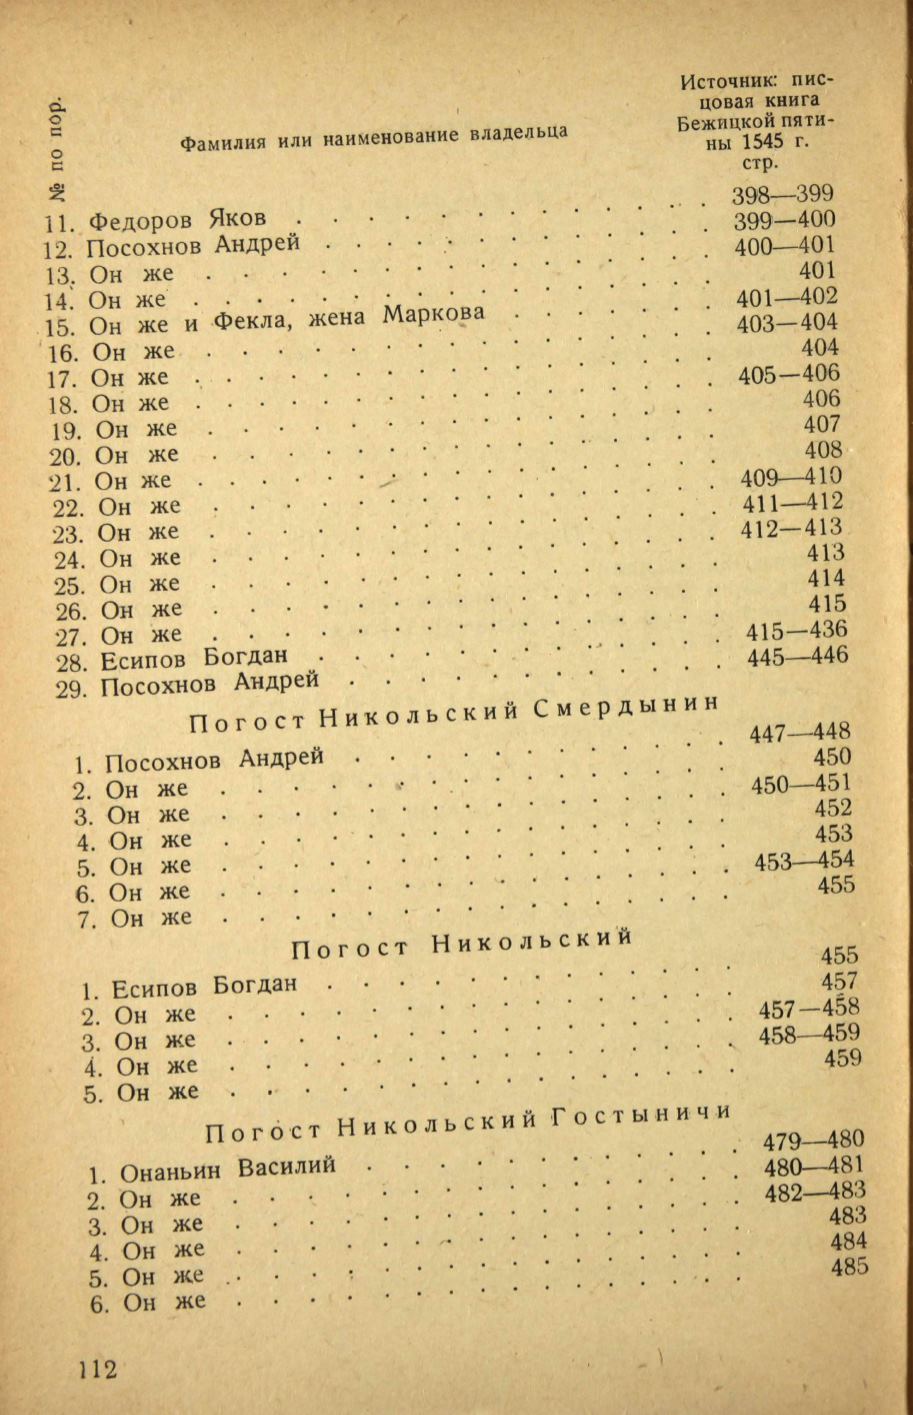 № по пор.
Фамилия или наименование владельца
Источник: пис-
цовая книга
Бежицкой пяти-
ны 1545 г.
стр.
11. Федоров Яков . . . . . . . . . . . . 398—399
12. Посохнов Андрей . . . . . . . . . . . 399—400
13. Он же . . . . . . . . . . . . . . 400—401
14. Он же . . . . . . . . . . . . . . 401
15. Он же и Фекла, жена Маркова . . . . . . 401—402
16. Он же . . . . . . . . . . . . . . 403—404
17. Он же . . . . . . . . . . . . . . 404
18. Он же . . . . . . . . . . . . . . 405—406
19. Он же . . . . . . . . . . . . . . 406
20. Он же . . . . . . . . . . . . . . 407
21. Он же . . . . . . . . . . . . . . 408
22. Он же . . . . . . . . . . . . . . 409—410
23. Он же . . . . . . . . . . . . . . 411—412
24. Он же . . . . . . . . . . . . . . 412—413
25. Он же . . . . . . . . . . . . . . 413
26. Он же . . . . . . . . . . . . . . 414
27. Он же . . . . . . . . . . . . . . 415
28. Есипов Богдан . . . . . . . . . . . . 415—436
29. Посохнов Андрей . . . . . . . . . . . 445—446
Погост Никольский Смердынин
1. Посохнов Андрей . . . . . . . . . . . 447—448
2. Он же . . . . . . . . . . . . . . 450
3. Он же . . . . . . . . . . . . . . 450—451
4. Он же . . . . . . . . . . . . . . 452
5. Он же . . . . . . . . . . . . . . 453
6. Он же . . . . . . . . . . . . . . 453—454
7. Он же . . . . . . . . . . . . . . 455
Погост Никольский
1. Есипов Богдан . . . . . . . . . . . . 455
2. Он же . . . . . . . . . . . . . . 457
3. Он же . . . . . . . . . . . . . . 457—458
4. Он же . . . . . . . . . . . . . . 458—459
5. Он же . . . . . . . . . . . . . . 459
Погост Никольский Гостыничи
1. Онаньин Василий . . . . . . . . . . . 479—480
2. Он же . . . . . . . . . . . . . . 480—481
3. Он же . . . . . . . . . . . . . . 482—483
4. Он же . . . . . . . . . . . . . . 483
5. Он же . . . . . . . . . . . . . . 484
6. Он же . . . . . . . . . . . . . . 485
112